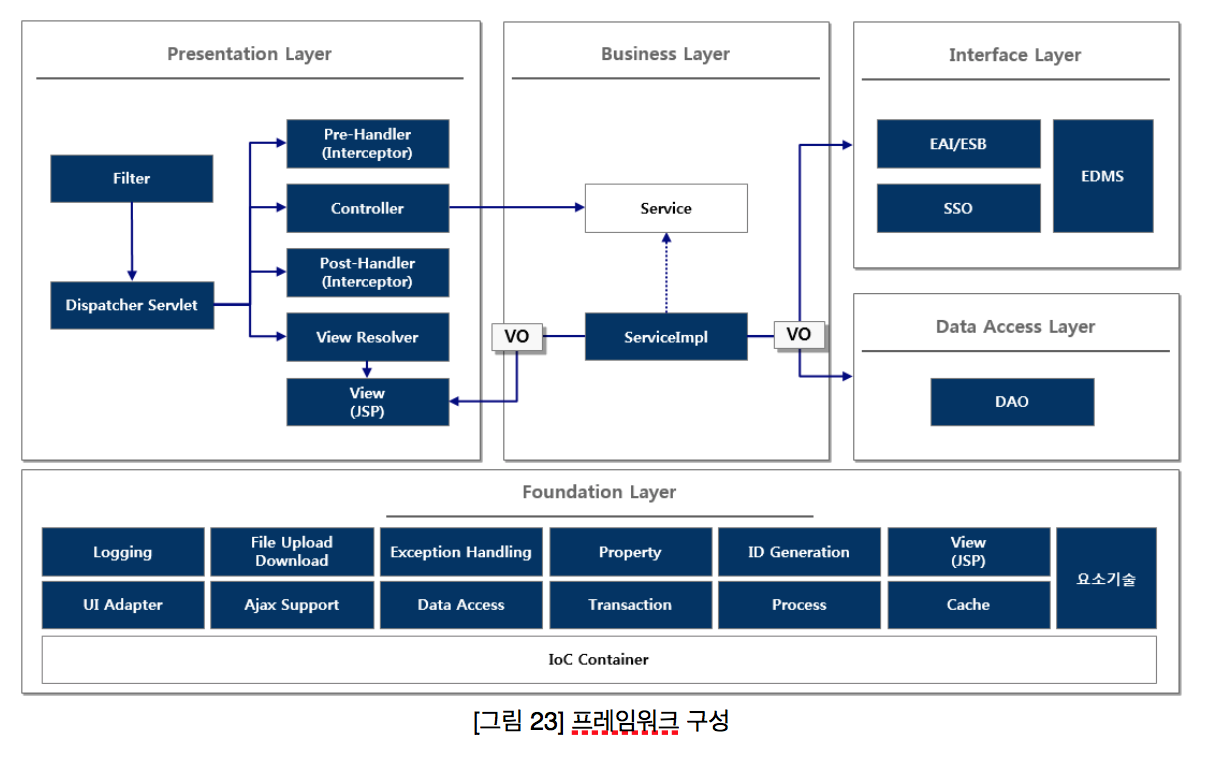 Presentation Layer
Business Layer
Interface Layer
Filter
Dispatcher Servlet
Pre-Handler
(Interceptor)
Controller
Post-Handler
(Interceptor)
View Resolver
View
(JSP)
Service
VO
ServiceImpl
VO
EAI/ESB
SSO
EDMS
Data Access Layer
DAO
Foundation Layer
Logging
File Upload
Download
Exception Handling
Property
ID Generation
View
(JSP)
요소기술
UI Adapter
Ajax Support
Data Access
Transaction
Process
Cache
IoC Container
[그림 23] 프레임워크 구성